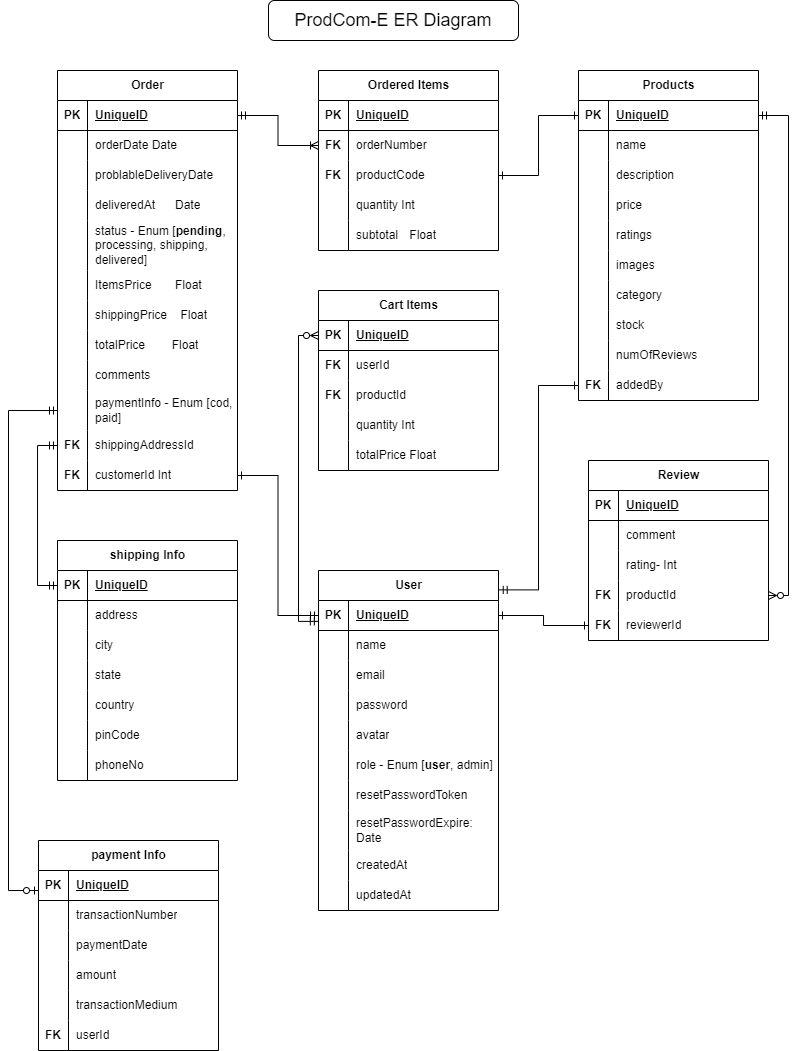 ProdCom-E ER Diagram
Order
PK UniqueID
orderDate Date
problableDeliveryDate
deliveredAt Date
status - Enum [pending,
processing, shipping,
delivered]
ItemsPrice Float
shippingPrice Float
totalPrice Float
comments
paymentInfo - Enum [cod,
paid]
FK shippingAddressId
FK customerId Int
Ordered Items
PK UniqueID
FK orderNumber
FK productCode
quantity Int
subtotal Float
Products
PK UniqueID
name
description
price
ratings
images
category
stock
numOfReviews
FK addedBy
Cart Items
PK UniqueID
FK userId
FK productId
quantity Int
totalPrice Float
Review
PK UniqueID
comment
rating- Int
FK productId
FK reviewerId
shipping Info
PK UniqueID
address
city
state
country
pinCode
phoneNo
User
PK UniqueID
name
email
password
avatar
role - Enum [user, admin]
resetPasswordToken
resetPasswordExpire:
Date
createdAt
updatedAt
payment Info
PK UniqueID
transactionNumber
paymentDate
amount
transactionMedium
FK userId